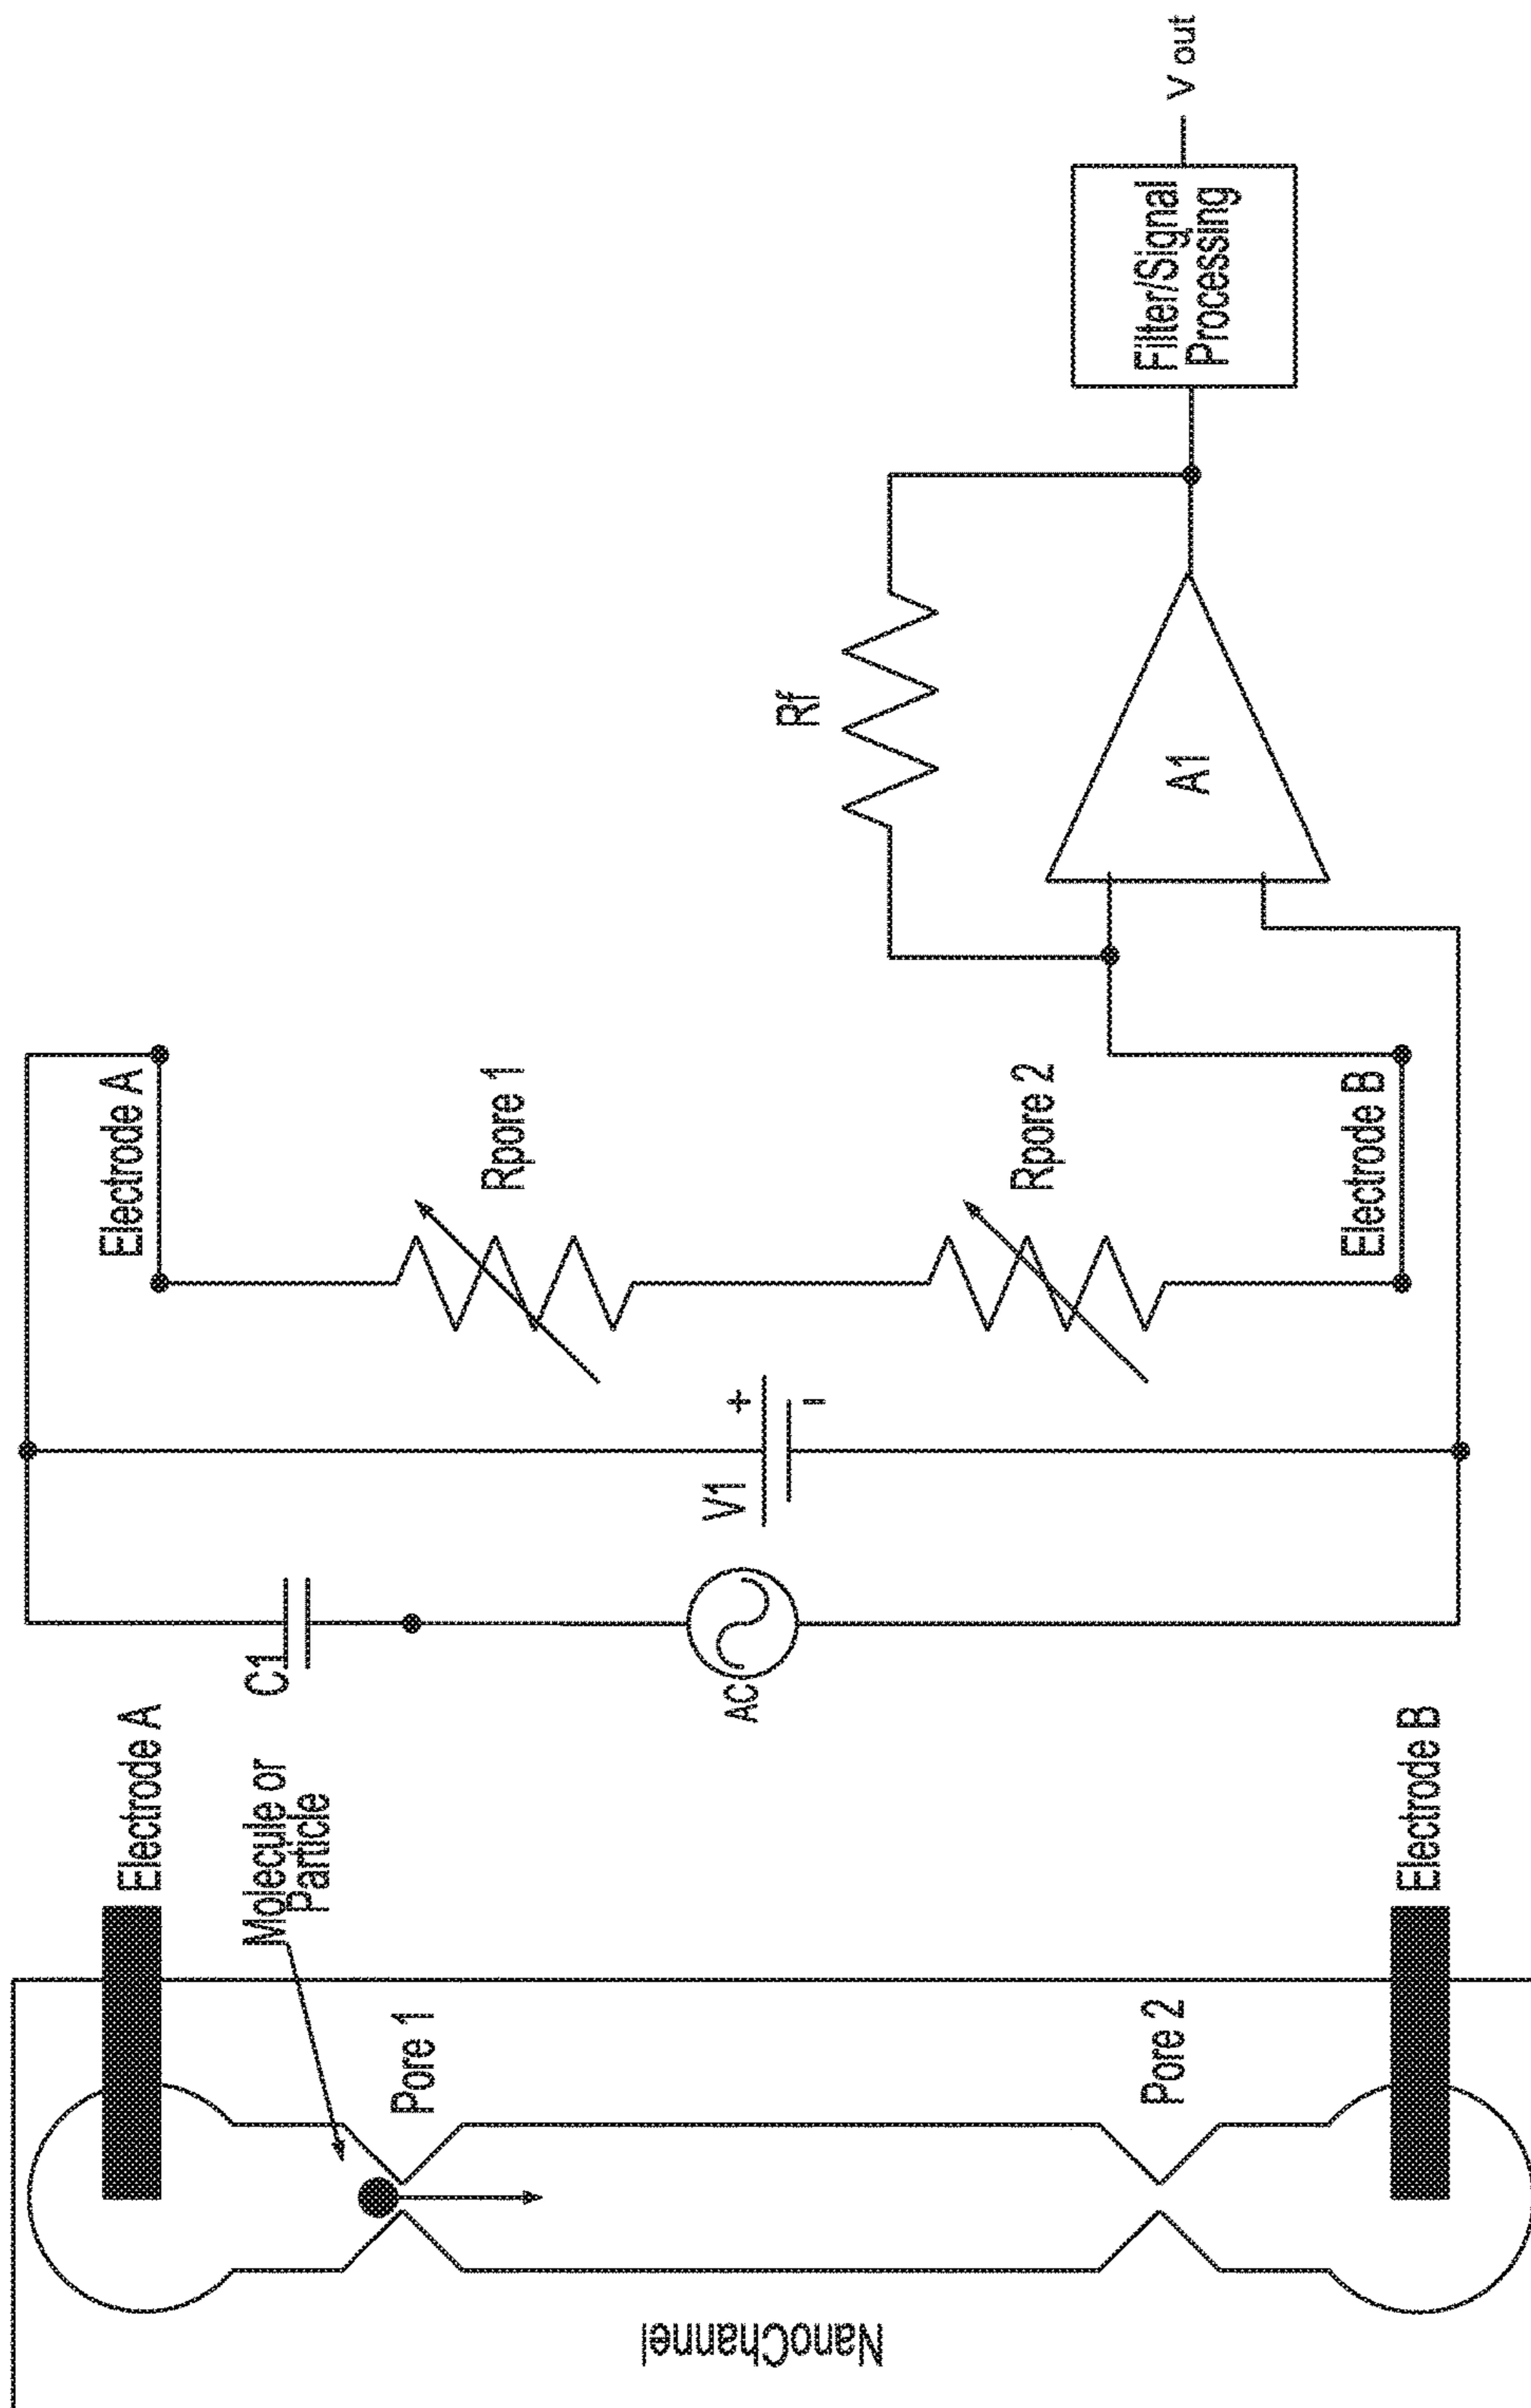 NanoChannel
Electrode A
Molecule or
Particle
Pore 1
Pore 2
Electrode B
C1
AC
V1
+
-
Electrode A
Rpore 1
Rpore 2
Electrode B
Rf
A1
Filter/Signal
Processing
V out